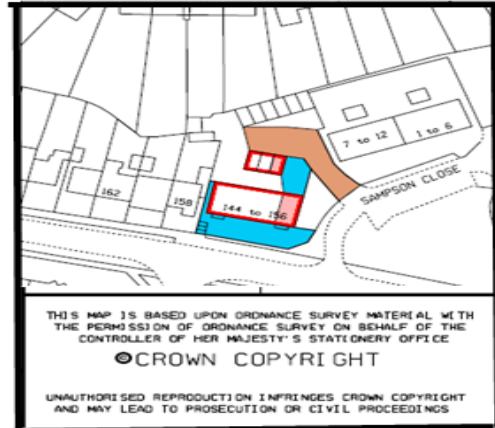 7 to 12
1 to 6
162
158
144 to 156
SAMPSON CLOSE
THIS MAP IS BASED UPON ORDNANCE SURVEY MATERIAL WITH
THE PERMISSION OF ORDNANCE SURVEY ON BEHALF OF THE
CONTROLLER OF HER MAJESTY'S STATIONERY OFFICE
©CROWN COPYRIGHT
UNAUTHORISED REPRODUCTION INFRINGES CROWN COPYRIGHT
AND MAY LEAD TO PROSECUTION OR CIVIL PROCEEDINGS